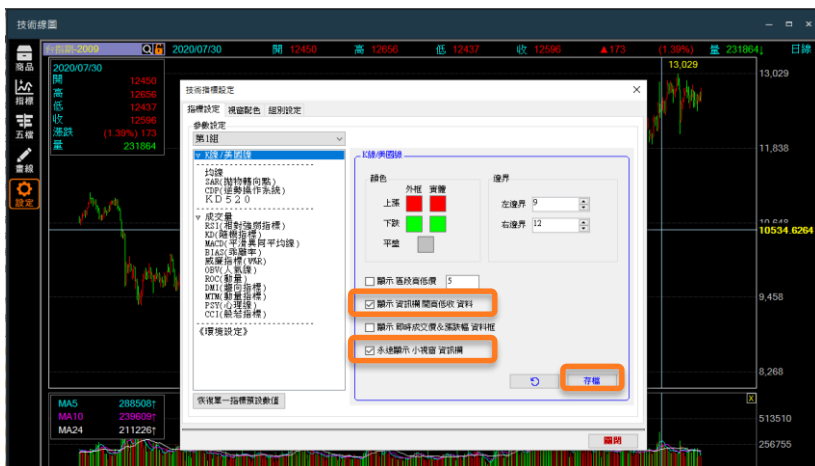 技術線圖
台指期-2009 2020/07/30 開 12450 高 12656 低 12437 收 12596 ▲173 (1.39%) 量 231864↓ 日線
商品
指標
五檔
畫線
設定
2020/07/30
開 12450
高 12656
低 12437
收 12596
漲跌 (1.39%) 173
量 231864
13,029
13,029
11,838
10534.6264
9,458
8,268
513510
256755
MA5 288508↑
MA10 239609↑
MA24 211226↑
技術指標設定
指標設定 視窗配色 組別設定
參數設定
第1組
▽ K線/美國線
均線
SAR(拋物轉向點)
CDP(逆勢操作系統)
KD520
▽ 成交量
RSI(相對強弱指標)
KD(隨機指標)
MACD(平滑異同平均線)
BIAS(乖離率)
威廉指標(W%R)
OBV(人氣線)
ROC(動量)
DMI(趨向指標)
MTM(動量指標)
PSY(心理線)
CCI(般若指標)
《環境設定》
恢復單一指標預設數值
K線/美國線
顏色
外框 實體
上漲
下跌
平盤
邊界
左邊界 9
右邊界 12
顯示 區段高低價 5
顯示 資訊欄 開高低收 資料
顯示 即時成交價&漲跌幅 資料框
永遠顯示 小視窗 資訊欄
存檔
關閉
X